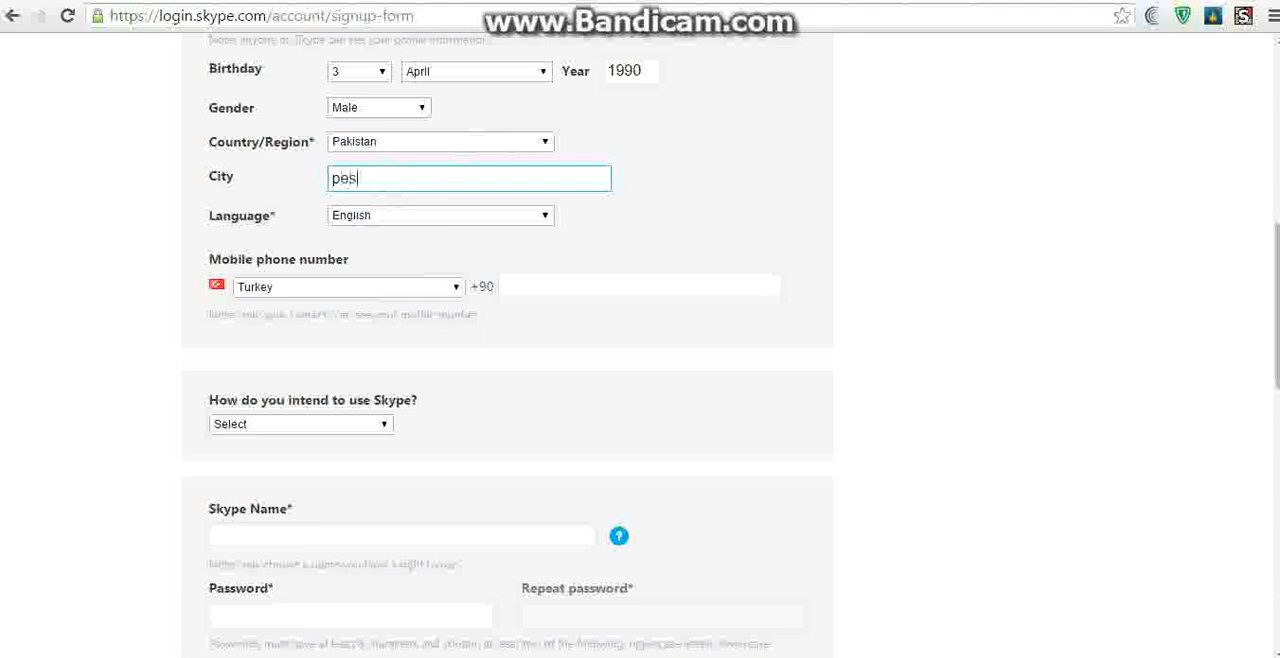 https://login.skype.com/account/signup-form
www.Bandicam.com
Birthday 3 April Year 1990
Gender Male
Country/Region* Pakistan
City pes
Language* English
Mobile phone number
Turkey +90
How do you intend to use Skype?
Select
Skype Name*
?
Password* Repeat password*